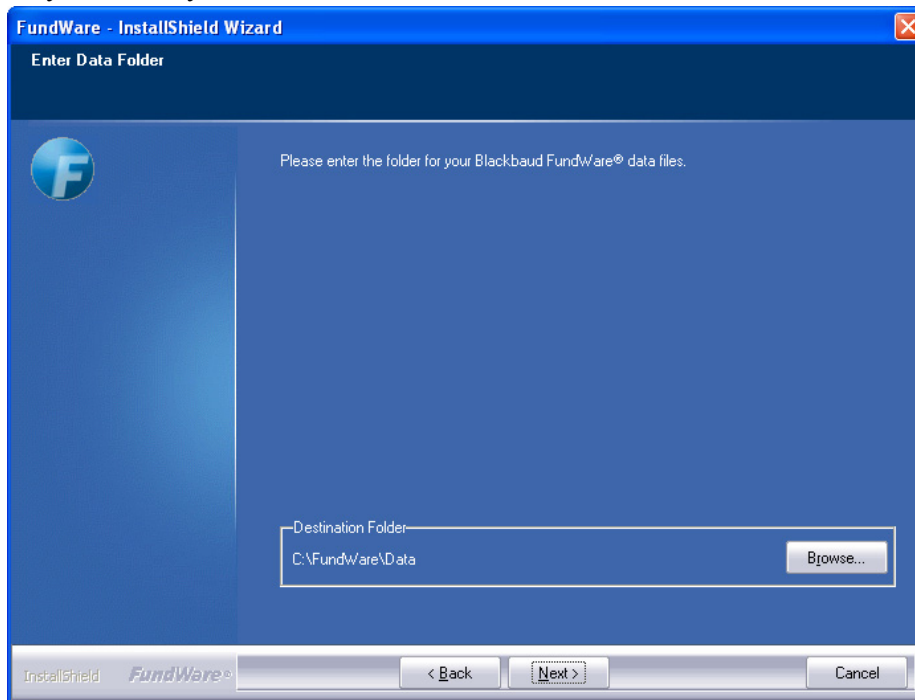 FundWare - InstallShield Wizard
Enter Data Folder
F
Please enter the folder for your Blackbaud FundWare® data files.
Destination Folder
C:\FundWare\Data
Browse...
InstallShield FundWare®
< Back Next > Cancel